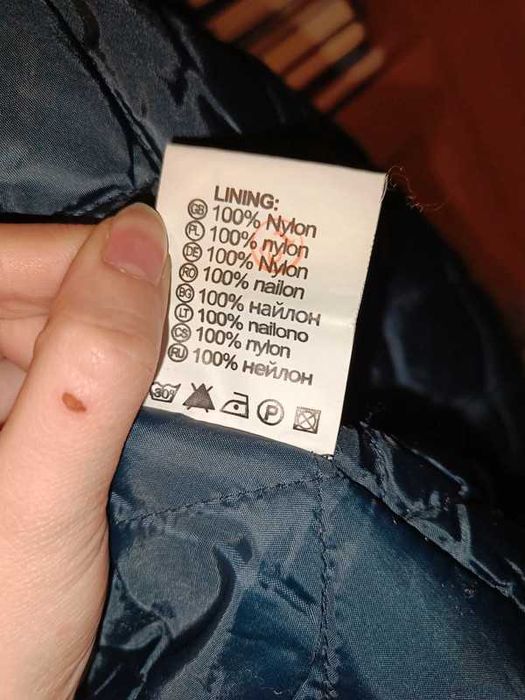 LINING:
GB 100% Nylon
PL 100% nylon
DE 100% Nylon
RO 100% nailon
BG 100% найлон
LT 100% nailono
CS 100% nylon
RU 100% нейлон
30° P